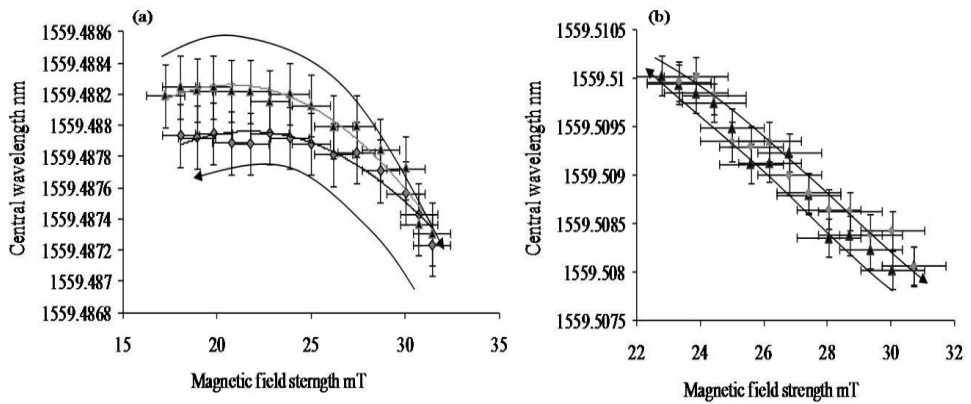 (a)
Central wavelength nm
1559.4886
1559.4884
1559.4882
1559.488
1559.4878
1559.4876
1559.4874
1559.4872
1559.487
1559.4868
15 20 25 30 35
Magnetic field sterngth mT
(b)
Central wavelength nm
1559.5105
1559.51
1559.5095
1559.509
1559.5085
1559.508
1559.5075
22 24 26 28 30 32
Magnetic field strength mT